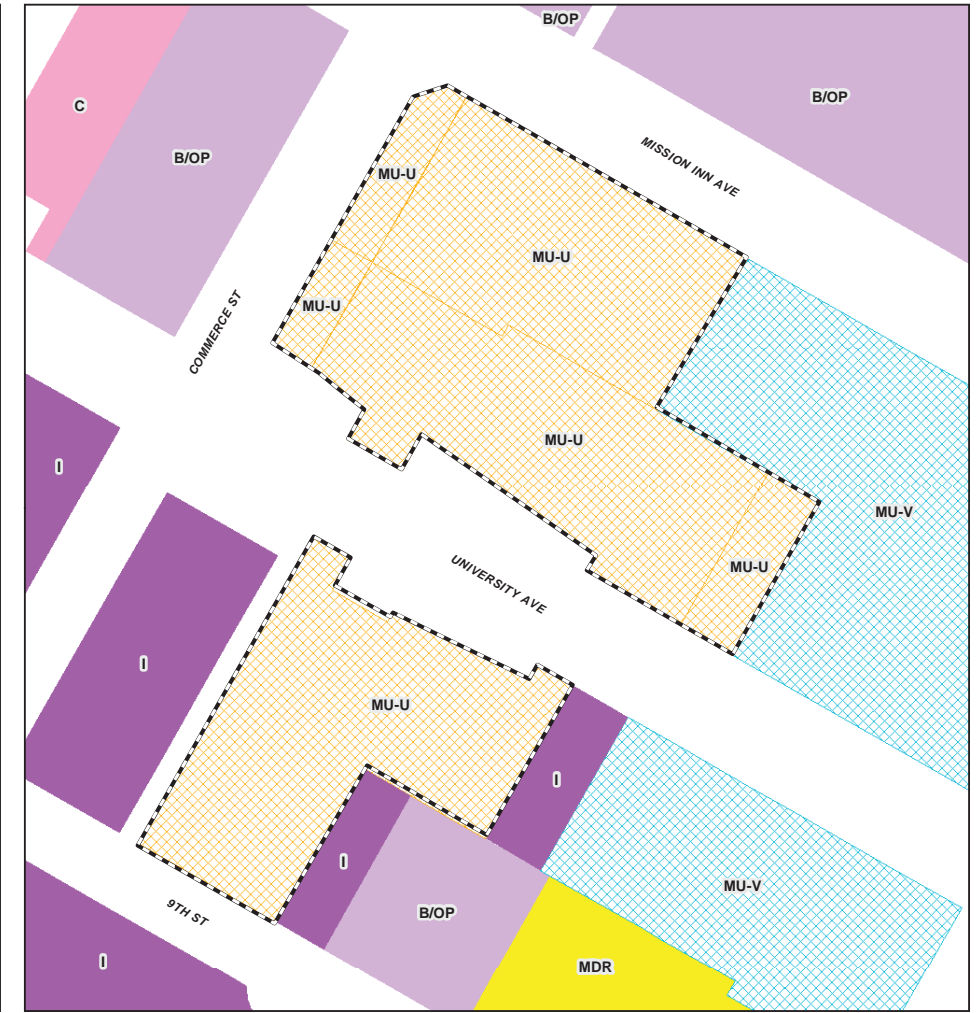 B/OP
B/OP
C
B/OP
MISSION INN AVE
MU-U
MU-U
MU-U
COMMERCE ST
MU-U
I
MU-V
UNIVERSITY AVE
MU-U
I
MU-U
I
I
MU-V
9TH ST
B/OP
I
MDR